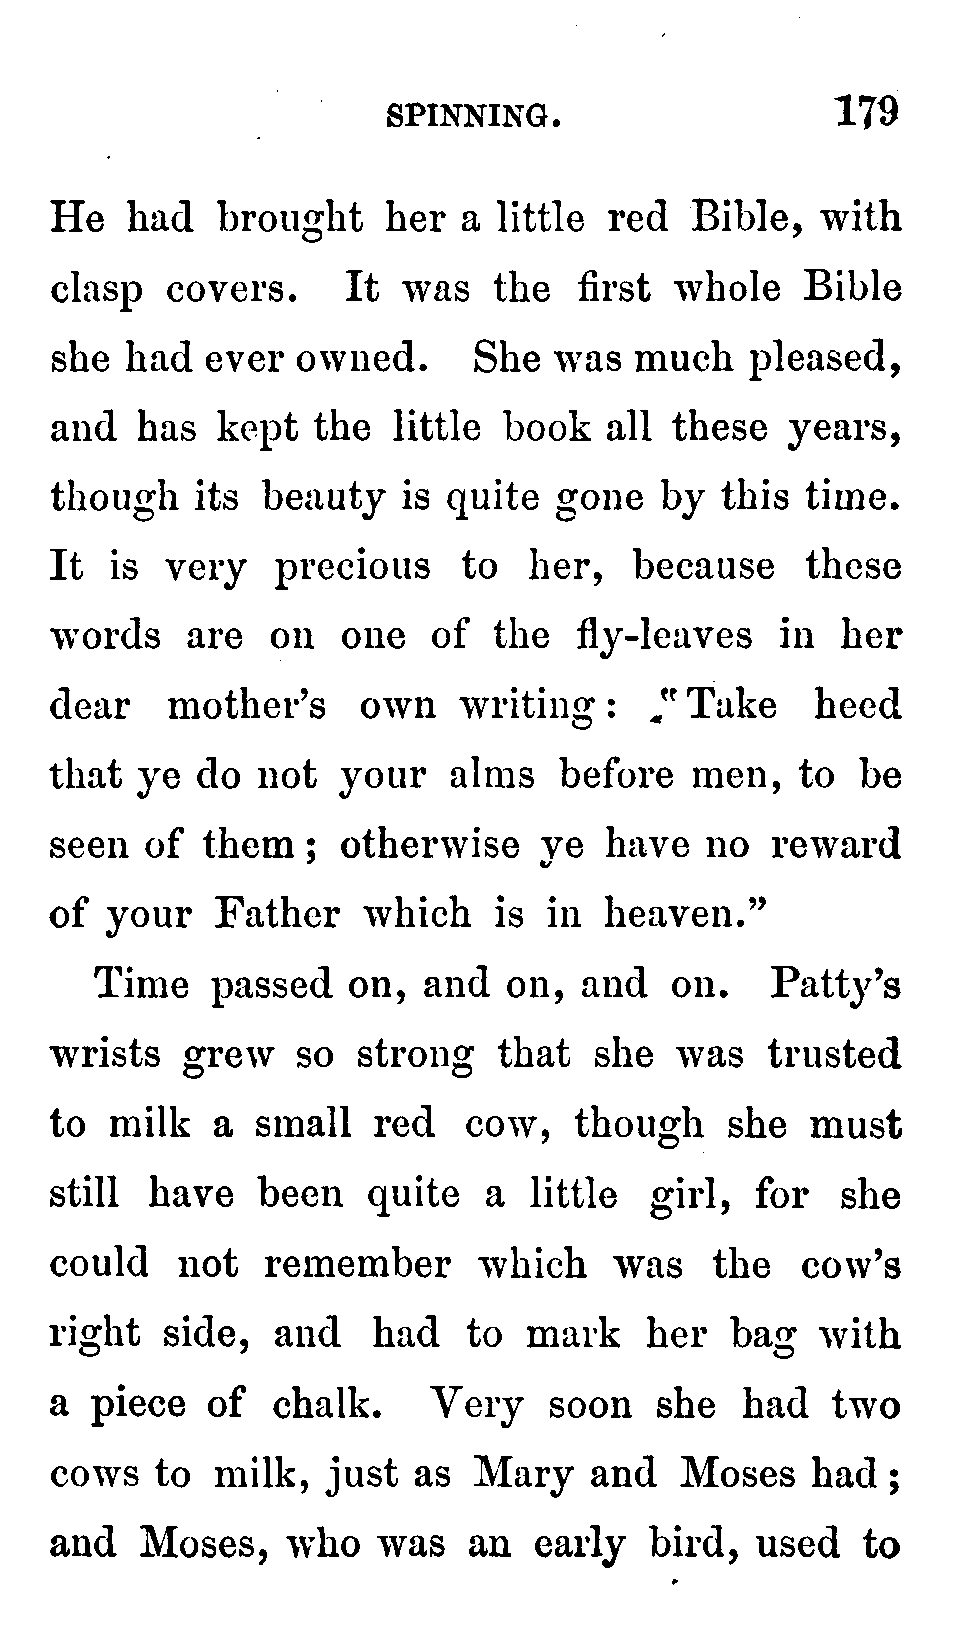 SPINNING. 179
He had brought her a little red Bible, with
clasp covers. It was the first whole Bible
she had ever owned. She was much pleased,
and has kept the little book all these years,
though its beauty is quite gone by this time.
It is very precious to her, because these
words are on one of the fly-leaves in her
dear mother's own writing: "Take heed
that ye do not your alms before men, to be
seen of them; otherwise ye have no reward
of your Father which is in heaven."
Time passed on, and on, and on. Patty's
wrists grew so strong that she was trusted
to milk a small red cow, though she must
still have been quite a little girl, for she
could not remember which was the cow's
right side, and had to mark her bag with
a piece of chalk. Very soon she had two
cows to milk, just as Mary and Moses had;
and Moses, who was an early bird, used to